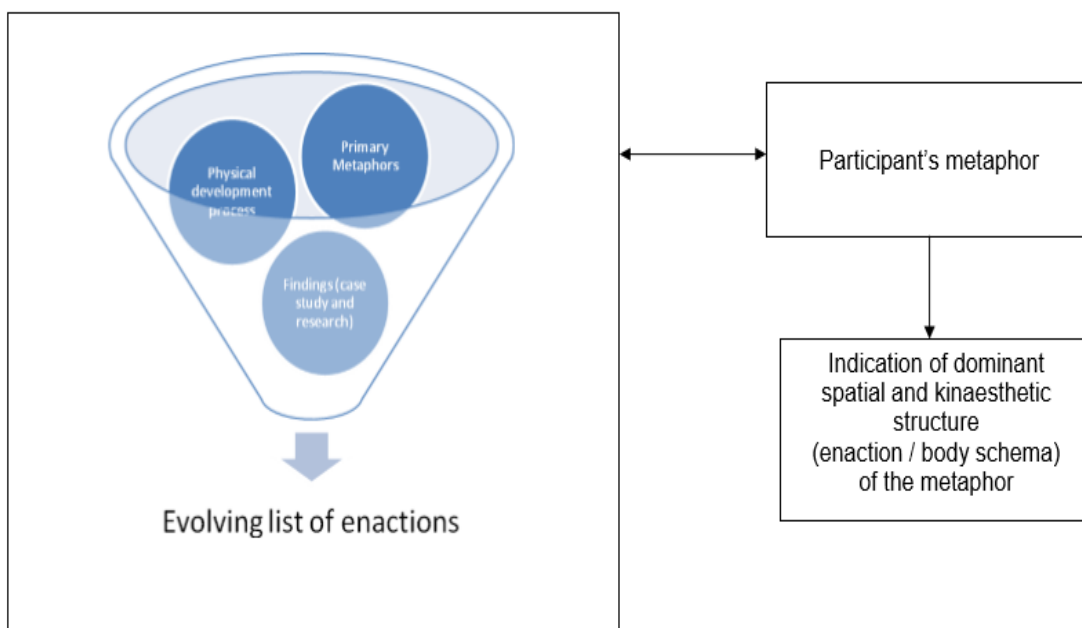 Primary
Metaphors
Physical
development
process
Findings (case
study and
research)
Evolving list of enactions
Participant’s metaphor
Indication of dominant
spatial and kinaesthetic
structure
(enaction / body schema)
of the metaphor